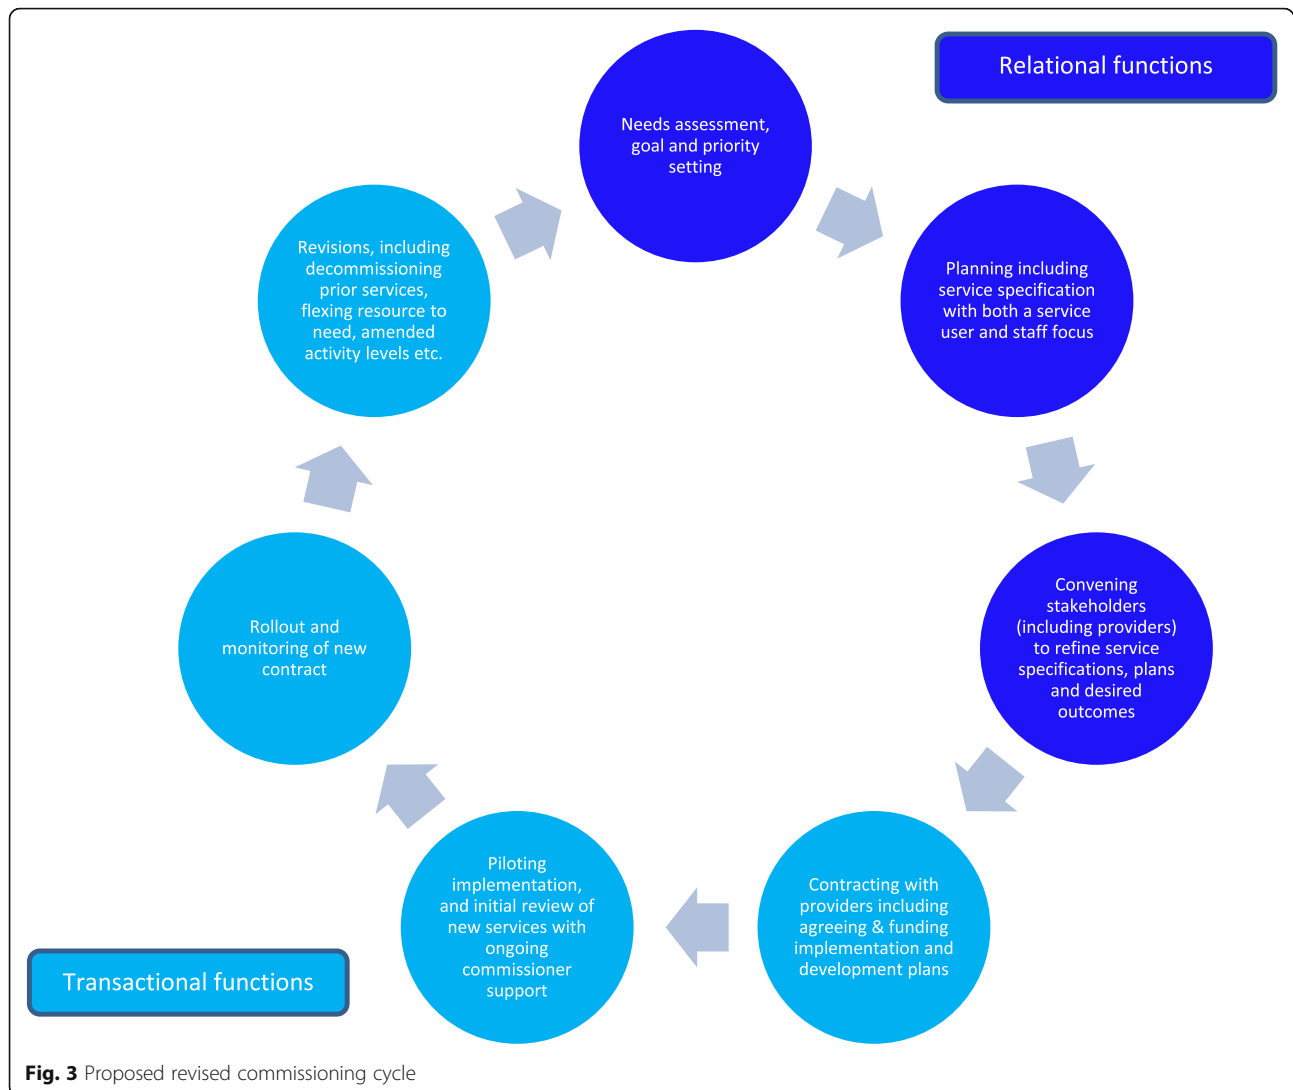 Relational functions
Needs assessment,
goal and priority
setting
Planning including
service specification
with both a service
user and staff focus
Convening
stakeholders
(including providers)
to refine service
specifications, plans
and desired
outcomes
Contracting with
providers including
agreeing & funding
implementation and
development plans
Piloting
implementation,
and initial review of
new services with
ongoing
commissioner
support
Rollout and
monitoring of new
contract
Revisions, including
decommissioning
prior services,
flexing resource to
need, amended
activity levels etc.
Transactional functions
Fig. 3 Proposed revised commissioning cycle